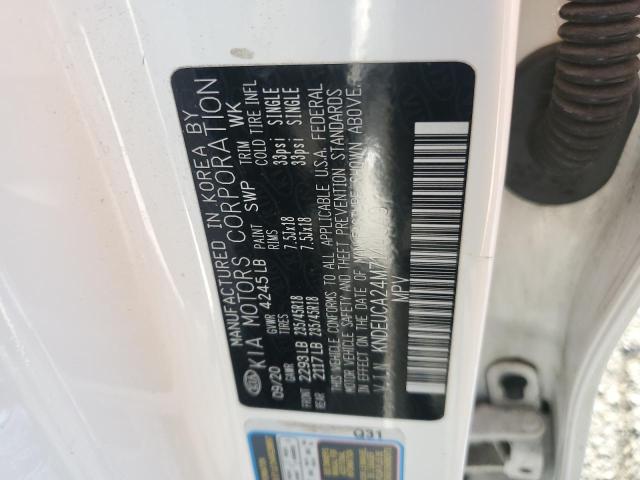 MANUFACTURED IN KOREA BY
KIA MOTORS CORPORATION
09/20 GVWR 4245LB PAINT SWP TRIM WK
GAWR TIRES RIMS COLD TIRE INFL
FRONT 2293LB 235/45R18 7.5Jx18 33psi SINGLE
REAR 2117LB 235/45R18 7.5Jx18 33psi SINGLE
THIS VEHICLE CONFORMS TO ALL APPLICABLE U.S.A. FEDERAL
MOTOR VEHICLE SAFETY AND THEFT PREVENTION STANDARDS
IN EFFECT ON THE DATE OF MANUFACTURE SHOWN ABOVE.
V.I.N.
MPV
Q31